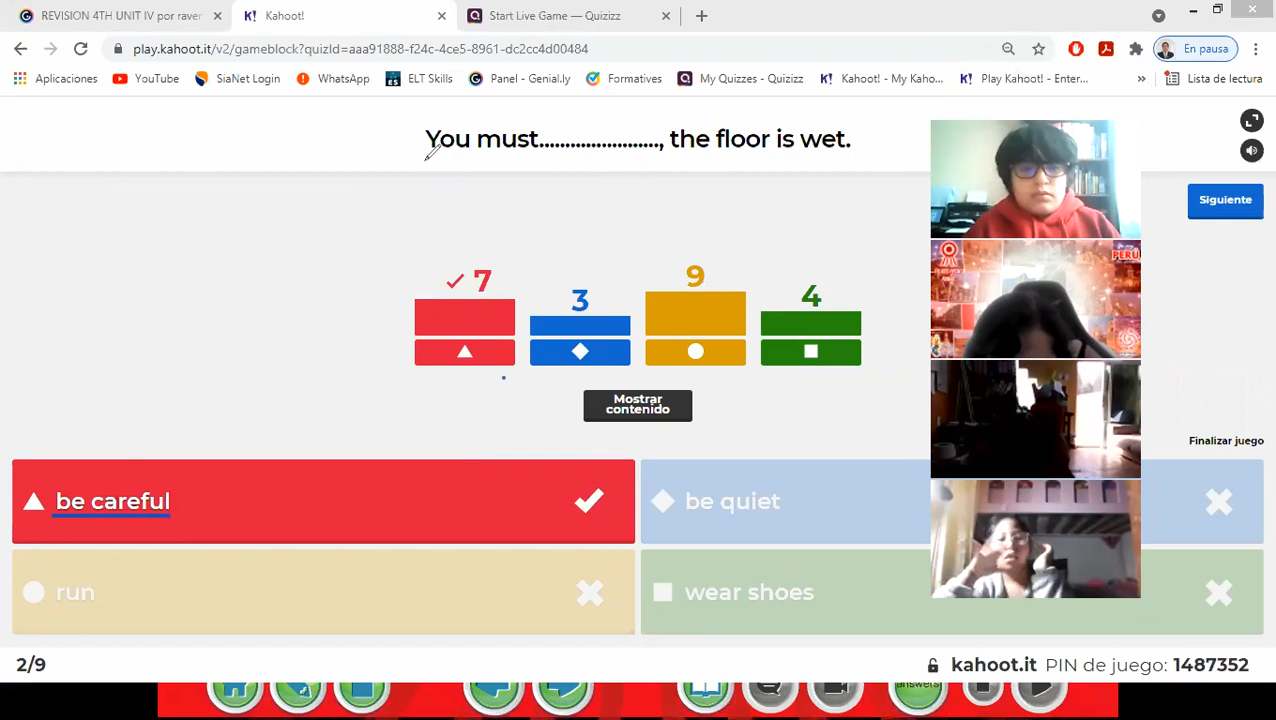 REVISION 4TH UNIT IV por raver
Kahoot!
Start Live Game — Quizizz
play.kahoot.it/v2/gameblock?quizId=aaa91888-f24c-4ce5-8961-dc2cc4d00484
En pausa
Aplicaciones
YouTube
SiaNet Login
WhatsApp
ELT Skills
Panel - Genial.ly
Formatives
My Quizzes - Quizizz
K! Kahoot! - My Kaho...
K! Play Kahoot! - Enter...
»
Lista de lectura
You must........................, the floor is wet.
Siguiente
7
3
9
4
PERÚ
Mostrar contenido
Finalizar juego
be careful
be quiet
run
wear shoes
2/9
kahoot.it PIN de juego: 1487352
answers